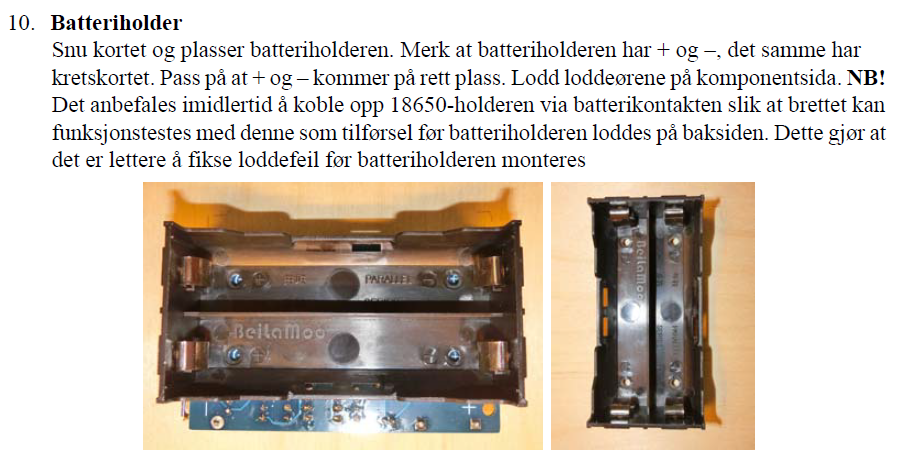 10. Batteriholder
Snu kortet og plasser batteriholderen. Merk at batteriholderen har + og –, det samme har
kretskortet. Pass på at + og – kommer på rett plass. Lodd loddeørene på komponentsida. NB!
Det anbefales imidlertid å koble opp 18650-holderen via batterikontakten slik at brettet kan
funksjonstestes med denne som tilførsel før batteriholderen loddes på baksiden. Dette gjør at
det er lettere å fikse loddefeil før batteriholderen monteres
PARALLEL
BeilaMoo
+
BeilaMoo